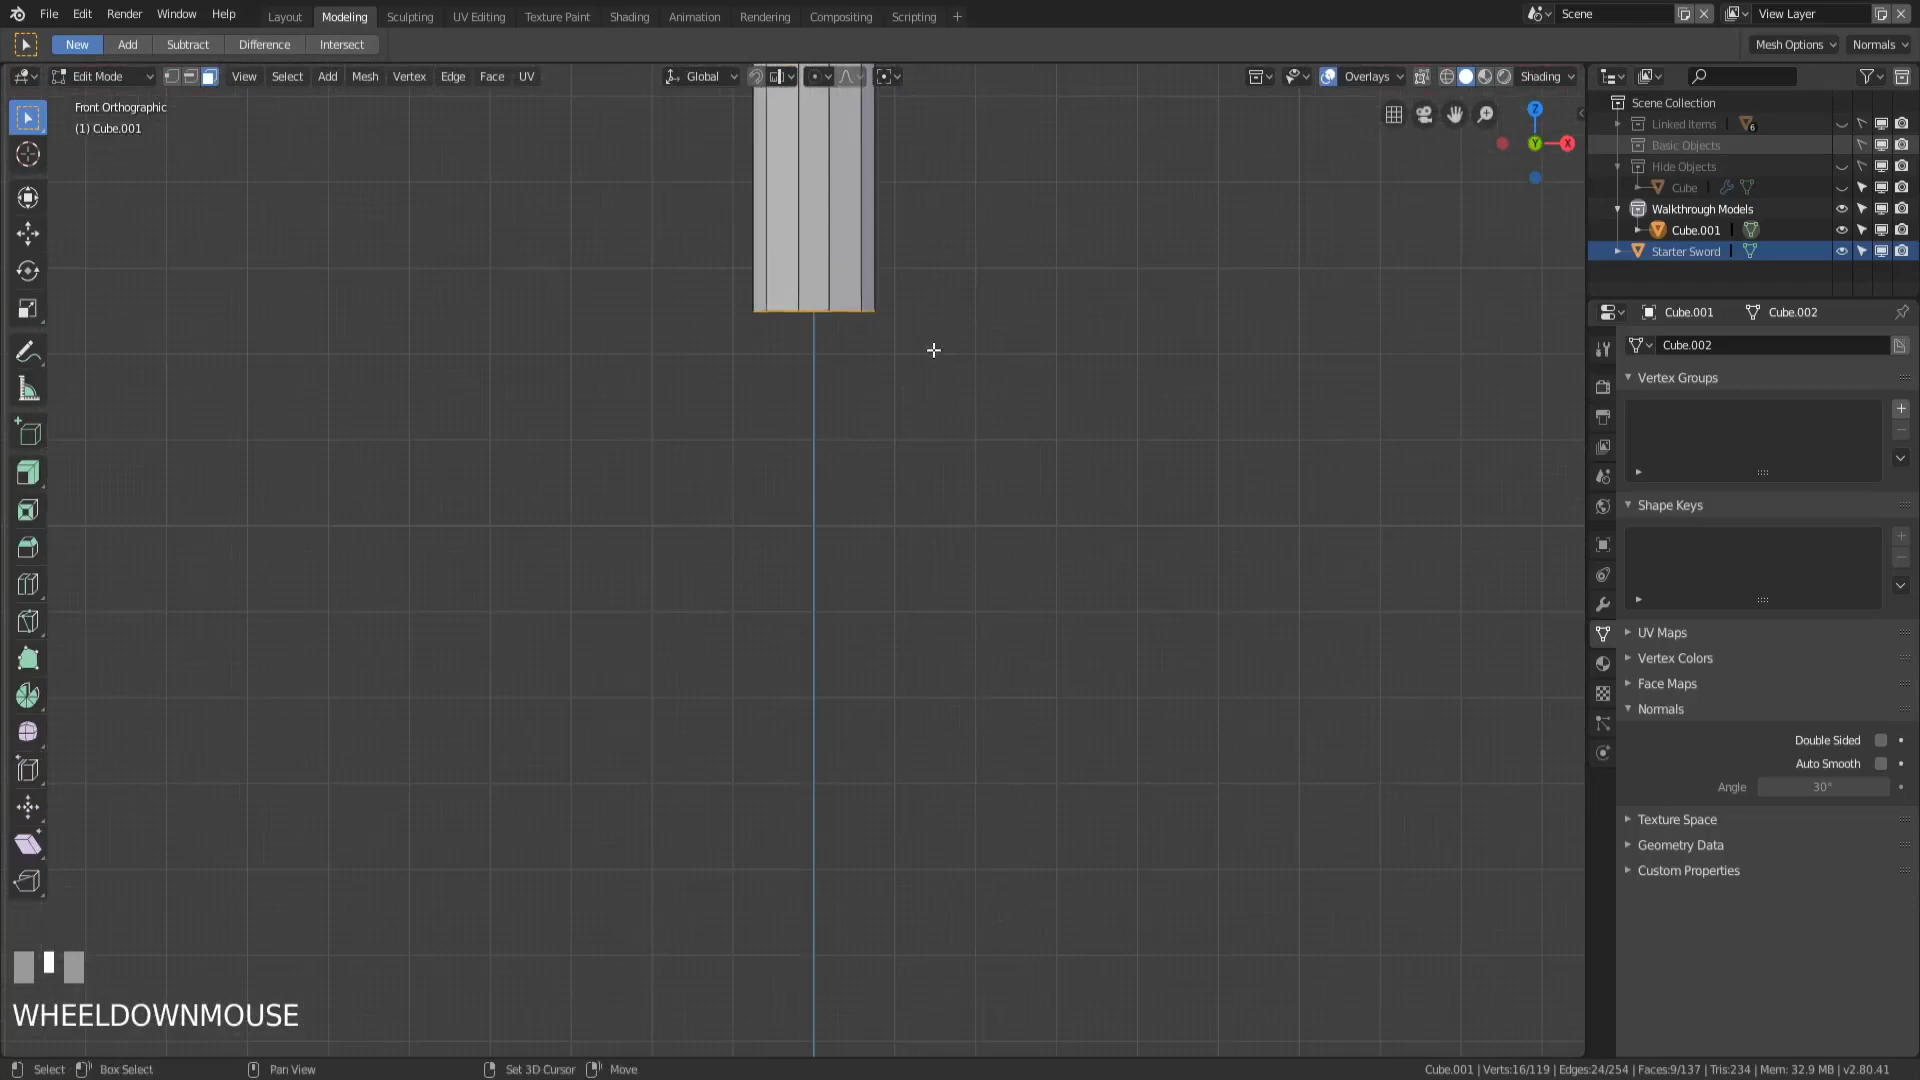 File Edit Render Window Help Layout Modeling Sculpting UV Editing Texture Paint Shading Animation Rendering Compositing Scripting + Scene View Layer
New Add Subtract Difference Intersect Mesh Options Normals
Edit Mode View Select Add Mesh Vertex Edge Face UV Global Overlays Shading
Front Orthographic
(1) Cube.001
Z
Y
X
Scene Collection
Linked Items 6
Basic Objects
Hide Objects
Cube
Walkthrough Models
Cube.001
Starter Sword
Cube.001 Cube.002
Cube.002
Vertex Groups
Shape Keys
UV Maps
Vertex Colors
Face Maps
Normals
Double Sided
Auto Smooth
Angle 30°
Texture Space
Geometry Data
Custom Properties
WHEELDOWNMOUSE
Select Box Select Pan View Set 3D Cursor Move Cube.001 | Verts:16/119 | Edges:24/254 | Faces:9/137 | Tris:234 | Mem: 32.9 MB | v2.80.41